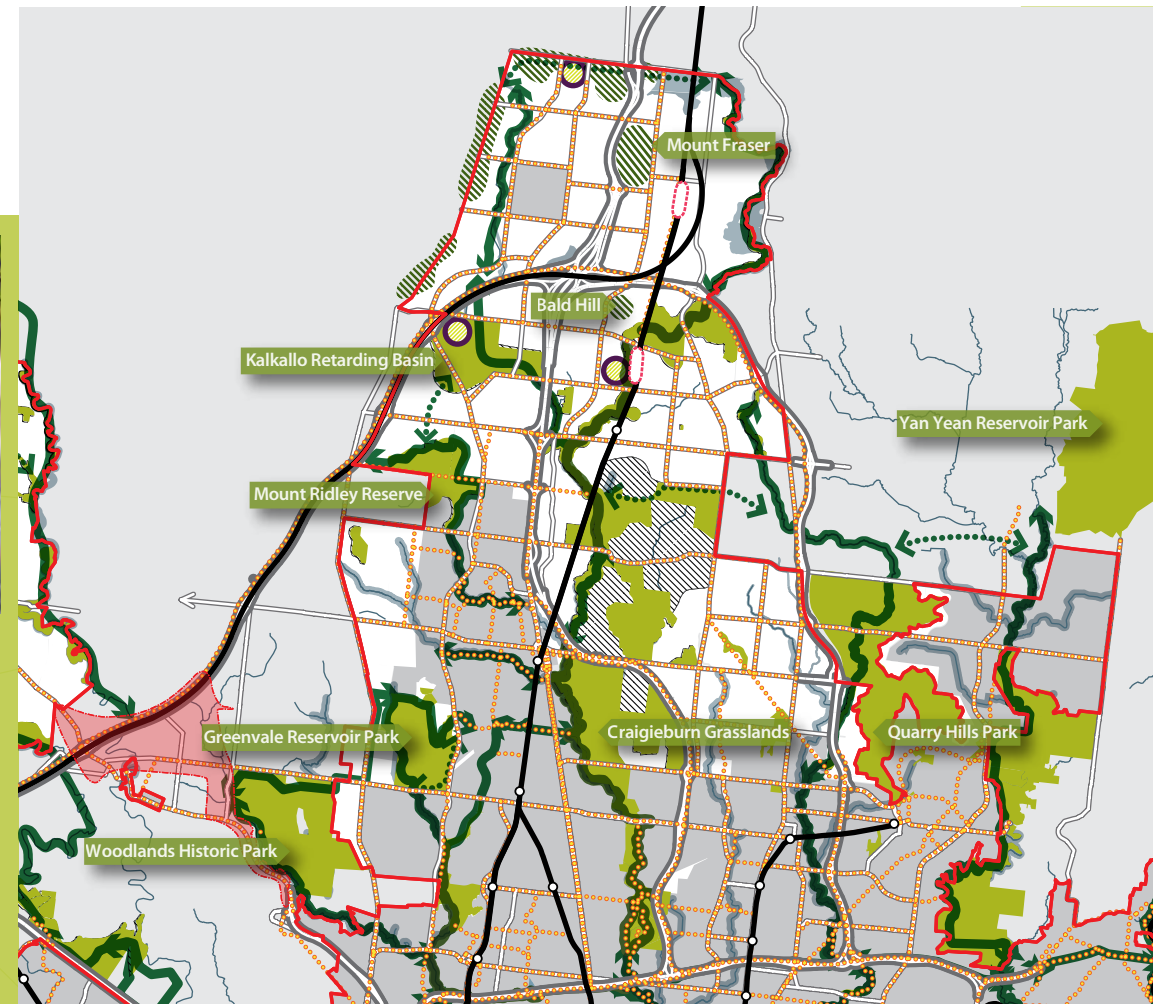 Mount Fraser
Bald Hill
Kalkallo Retarding Basin
Yan Yean Reservoir Park
Mount Ridley Reserve
Greenvale Reservoir Park
Craigieburn Grasslands
Quarry Hills Park
Woodlands Historic Park